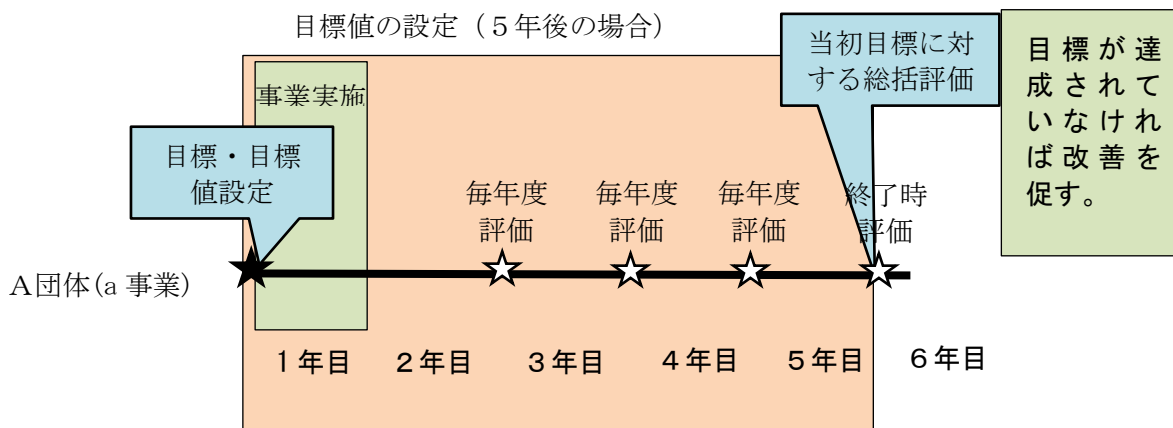 目標値の設定（５年後の場合）
事業実施
目標・目標
値設定
当初目標に対
する総括評価
目標が達
成されて
いなけれ
ば改善を
促す。
毎年度
評価
毎年度
評価
毎年度
評価
終了時
評価
Ａ団体(a 事業)
１年目
２年目
３年目
４年目
５年目
６年目